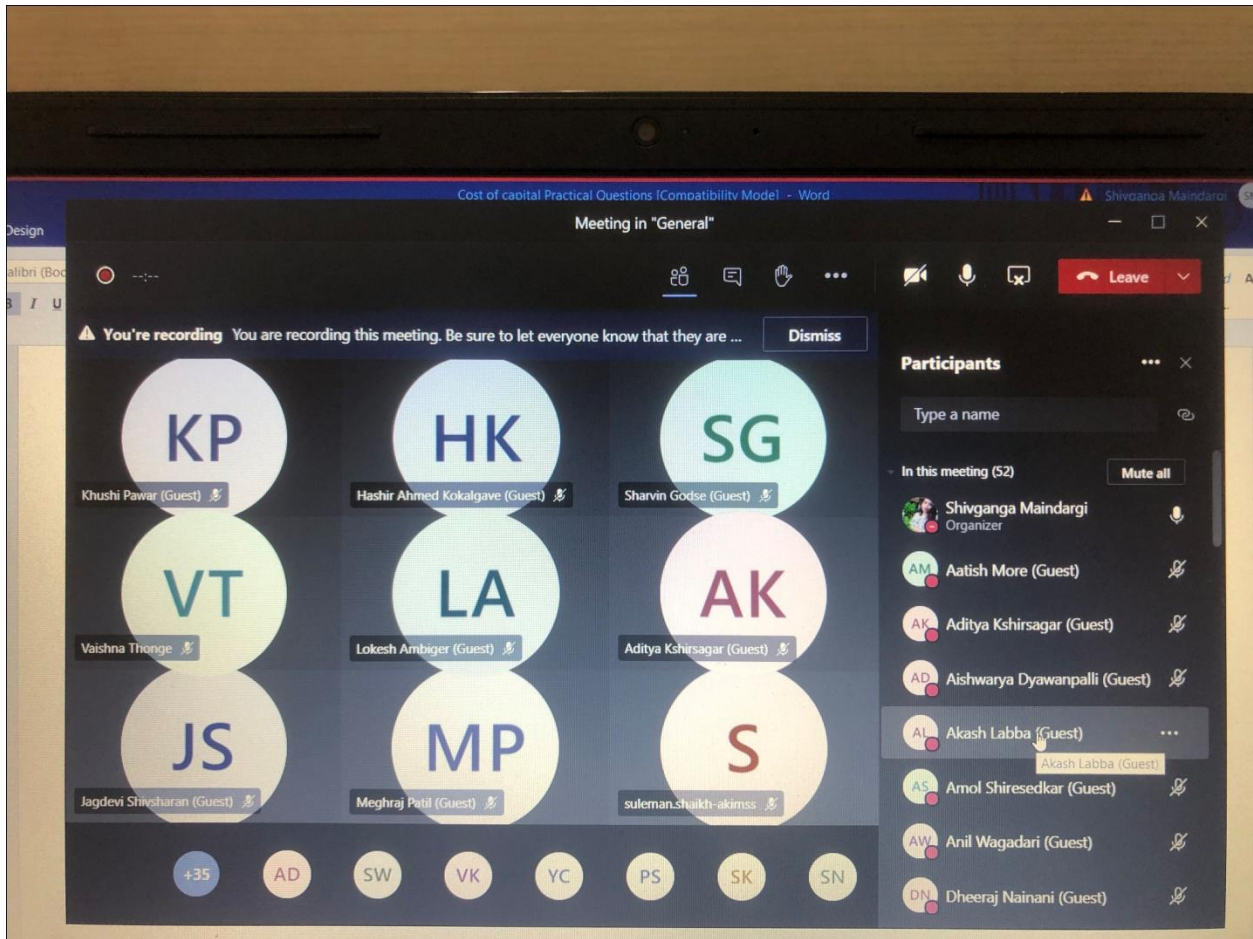 Cost of capital Practical Questions [Compatibility Mode] - Word
Shivganga Maindargi
Design
Meeting in "General"
--:--
Leave
I U
You're recording You are recording this meeting. Be sure to let everyone know that they are ...
Dismiss
KP
Khushi Pawar (Guest)
HK
Hashir Ahmed Kokalgave (Guest)
SG
Sharvin Godse (Guest)
VT
Vaishna Thonge
LA
Lokesh Ambiger (Guest)
AK
Aditya Kshirsagar (Guest)
JS
Jagdevi Shivsharan (Guest)
MP
Meghraj Patil (Guest)
S
suleman.shaikh-akimss
+35
AD
SW
VK
YC
PS
SK
SN
Participants
Type a name
In this meeting (52)
Mute all
Shivganga Maindargi
Organizer
AM Aatish More (Guest)
AK Aditya Kshirsagar (Guest)
AD Aishwarya Dyawanpalli (Guest)
AL Akash Labba (Guest)
Akash Labba (Guest)
AS Amol Shiresedkar (Guest)
AW Anil Wagadari (Guest)
DN Dheeraj Nainani (Guest)